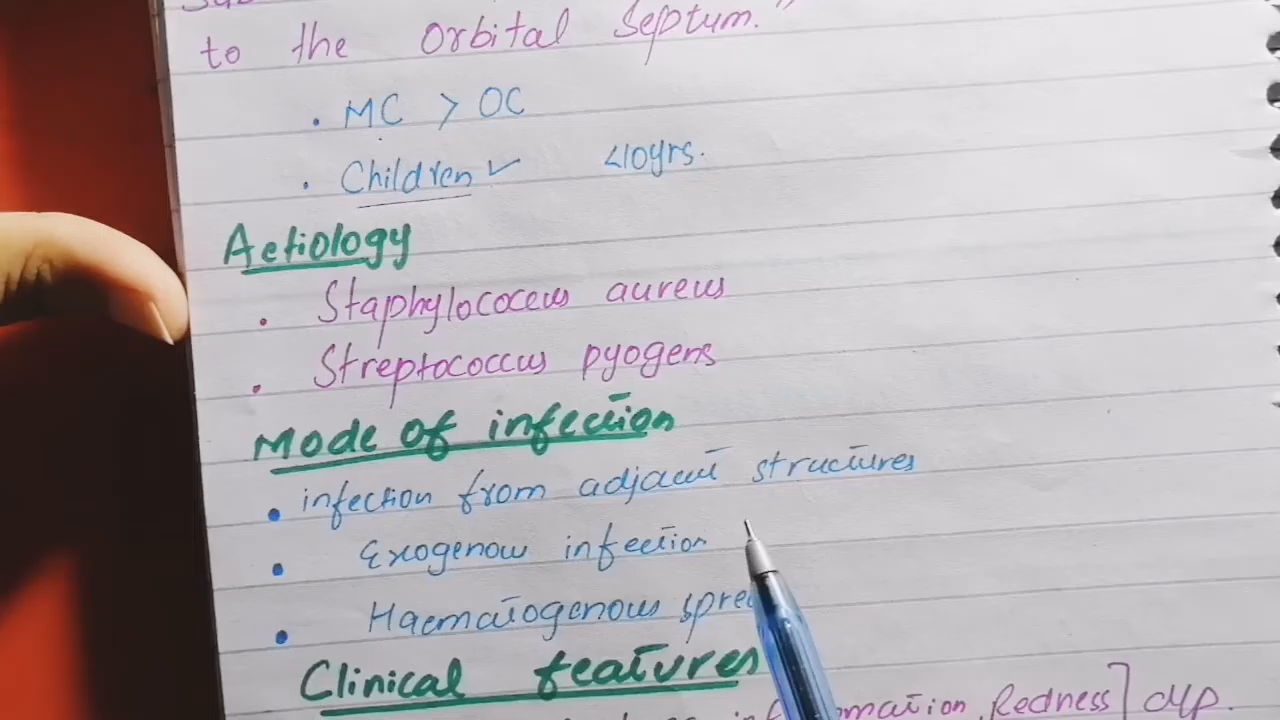 to the Orbital Septum."
. MC > OC
. Children ✓ <10yrs.
Aetiology
. Staphylococcus aureus
. Streptococcus pyogens
Mode of infection
• infection from adjacent structures
• Exogenous infection
• Haematogenous
Clinical features
Redness]